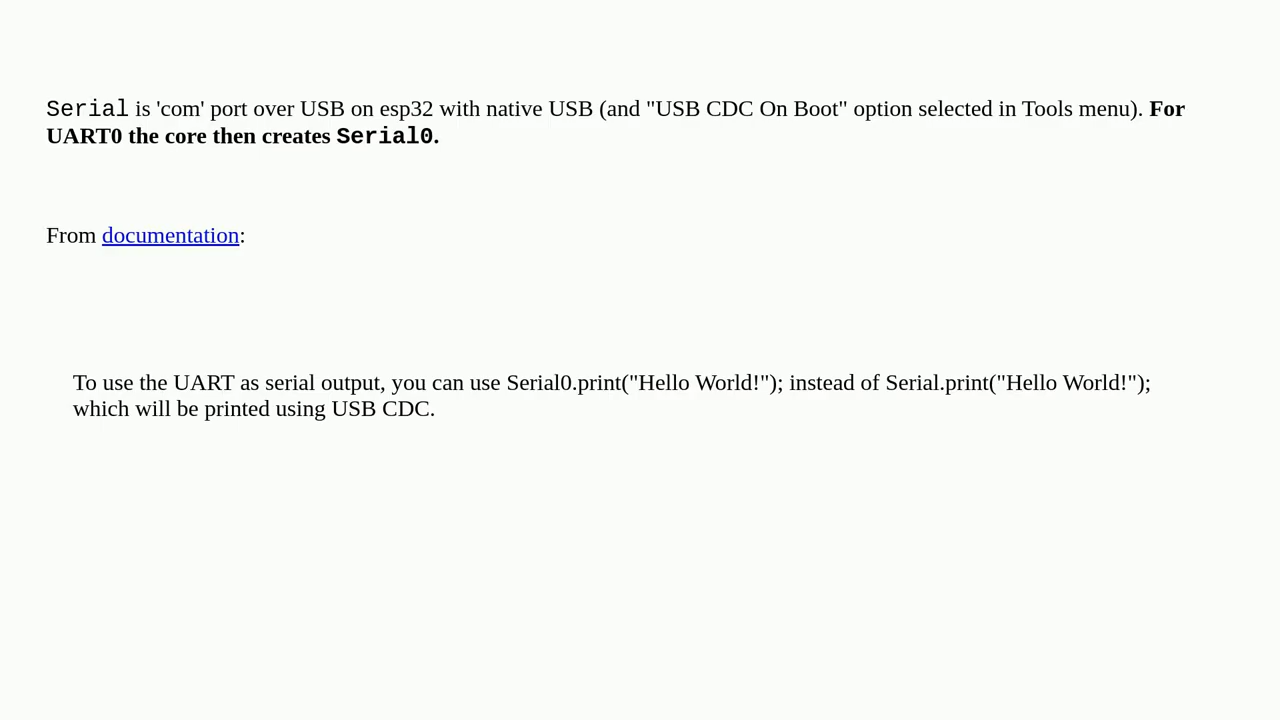 Serial is 'com' port over USB on esp32 with native USB (and "USB CDC On Boot" option selected in Tools menu). For
UART0 the core then creates Serial0.
From documentation:
To use the UART as serial output, you can use Serial0.print("Hello World!"); instead of Serial.print("Hello World!");
which will be printed using USB CDC.